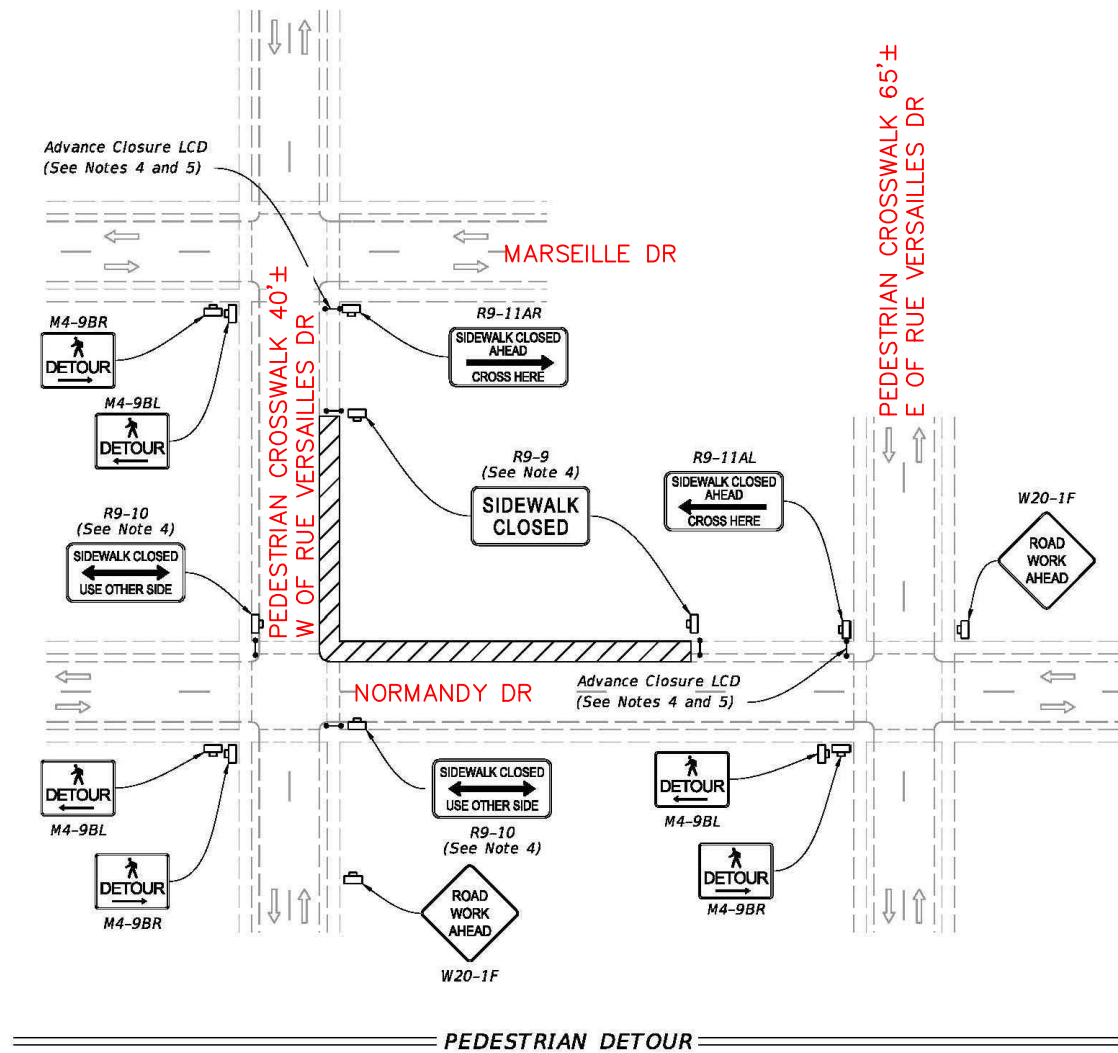 Advance Closure LCD
(See Notes 4 and 5)
PEDESTRIAN CROSSWALK 65'±
E OF RUE VERSAILLES DR
MARSEILLE DR
PEDESTRIAN CROSSWALK 40'±
W OF RUE VERSAILLES DR
M4-9BR
DETOUR
R9-11AR
SIDEWALK CLOSED
AHEAD
CROSS HERE
M4-9BL
DETOUR
R9-9
(See Note 4)
SIDEWALK
CLOSED
R9-11AL
SIDEWALK CLOSED
AHEAD
CROSS HERE
W20-1F
ROAD
WORK
AHEAD
R9-10
(See Note 4)
SIDEWALK CLOSED
USE OTHER SIDE
NORMANDY DR
Advance Closure LCD
(See Notes 4 and 5)
DETOUR
M4-9BL
DETOUR
M4-9BR
SIDEWALK CLOSED
USE OTHER SIDE
R9-10
(See Note 4)
DETOUR
M4-9BL
DETOUR
M4-9BR
ROAD
WORK
AHEAD
W20-1F
PEDESTRIAN DETOUR